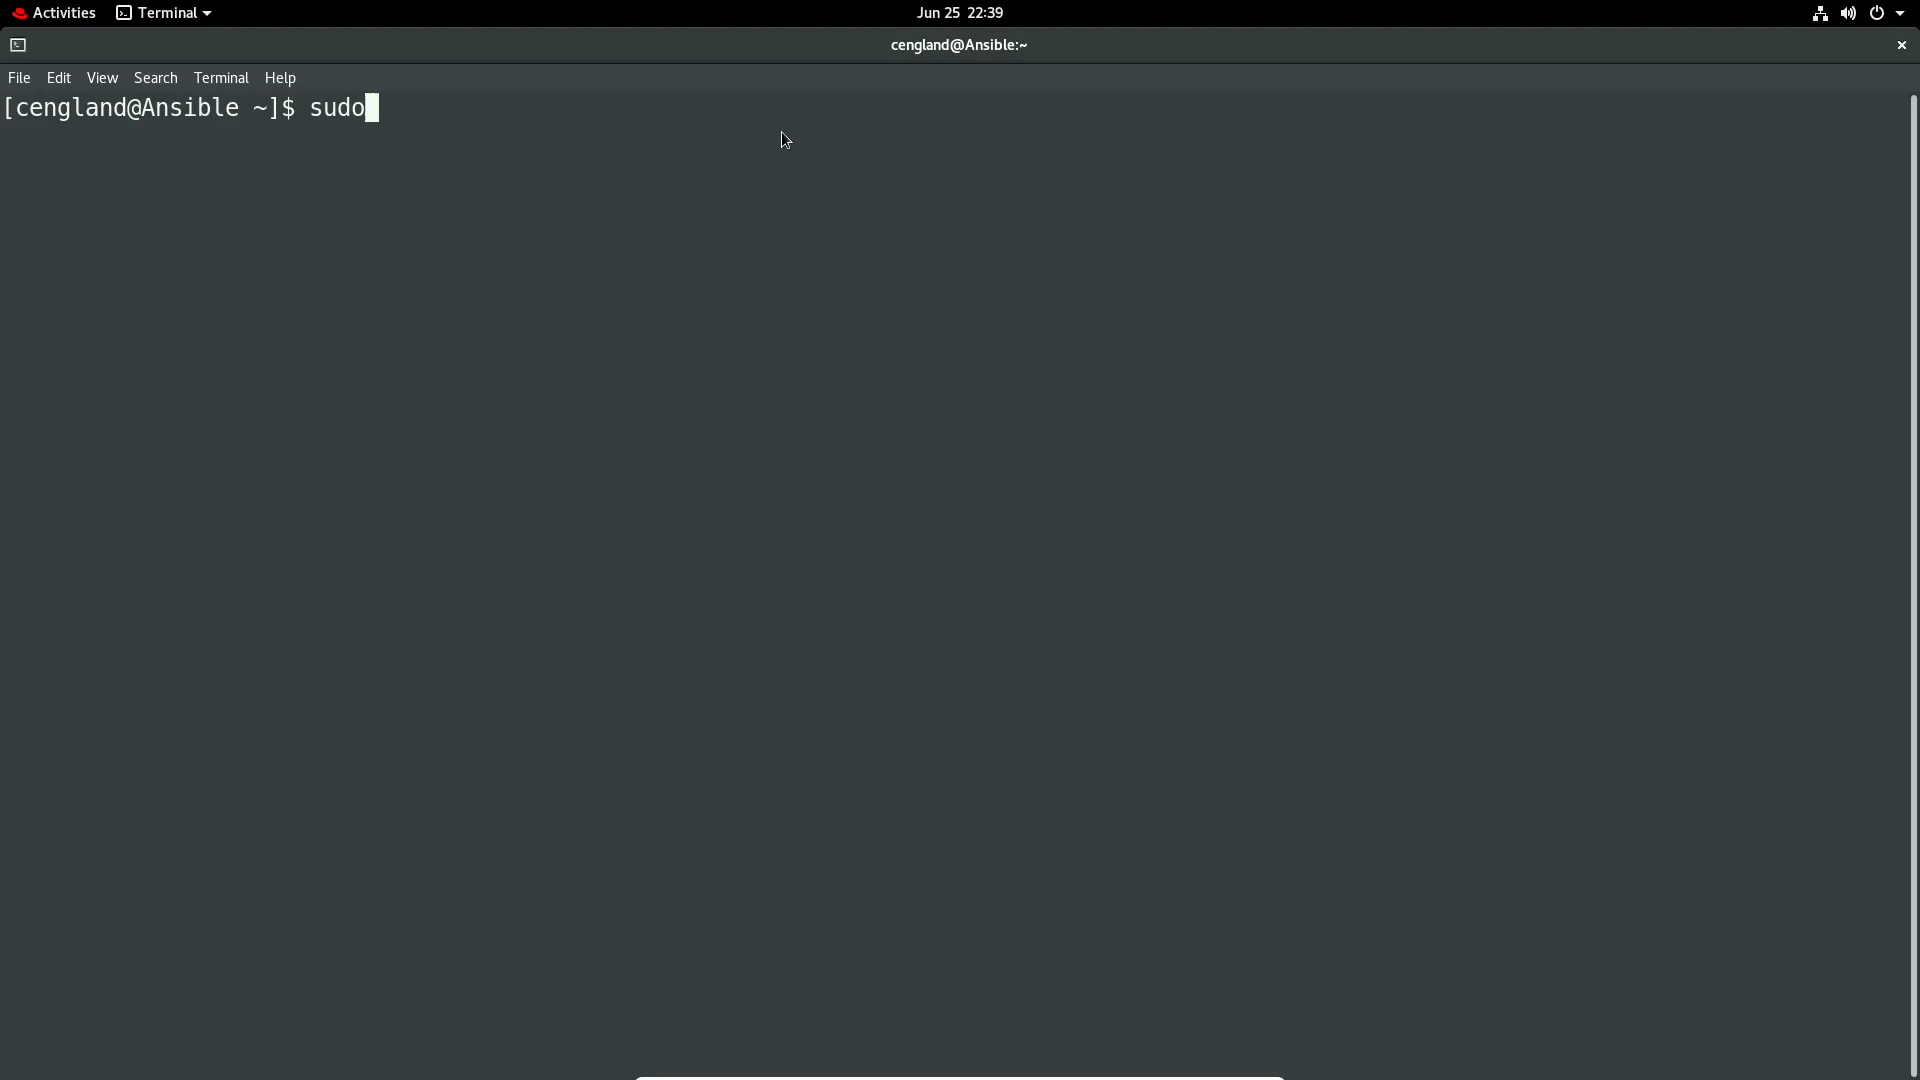 Activities Terminal Jun 25 22:39
cengland@Ansible:~
File Edit View Search Terminal Help
[cengland@Ansible ~]$ sudo